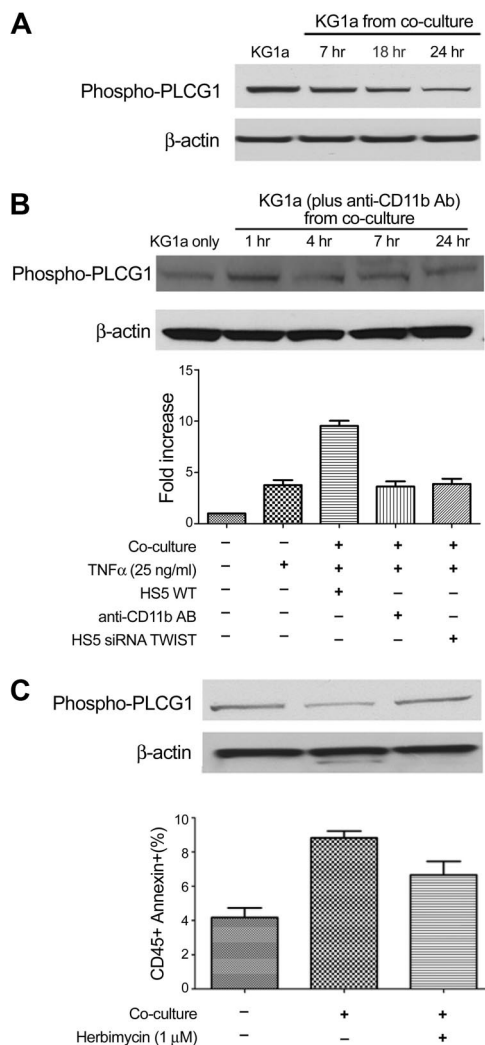 A
KG1a from co-culture
KG1a 7 hr 18 hr 24 hr
Phospho-PLCG1
β-actin
B
KG1a (plus anti-CD11b Ab)
from co-culture
KG1a only 1 hr 4 hr 7 hr 24 hr
Phospho-PLCG1
β-actin
15
10
5
0
Fold increase
Co-culture – – + + +
TNFα (25 ng/ml) – + + + +
HS5 WT – – + – –
anti-CD11b AB – – – + –
HS5 siRNA TWIST – – – – +
C
Phospho-PLCG1
β-actin
10
8
6
4
2
0
CD45+ Annexin+(%)
Co-culture – + +
Herbimycin (1 μM) – – +